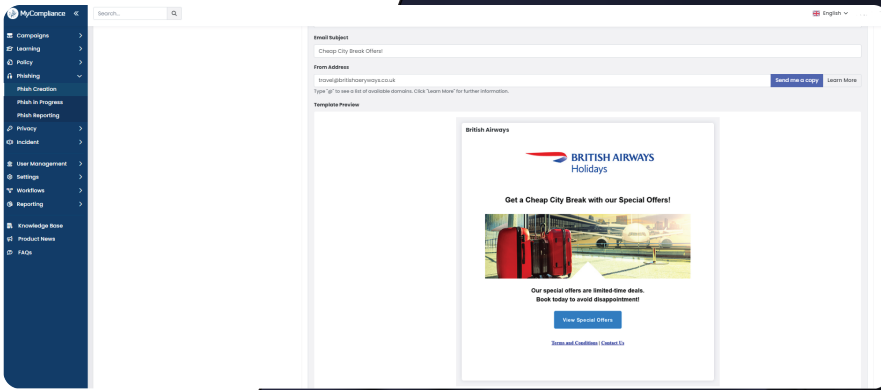 MyCompliance
Search...
English
Campaigns
Learning
Policy
Phishing
Phish Creation
Phish in Progress
Phish Reporting
Privacy
Incident
User Management
Settings
Workflows
Reporting
Knowledge Base
Product News
FAQs
Email Subject
Cheap City Break Offers!
From Address
travel@britishaeryways.co.uk
Send me a copy
Learn More
Type "@" to see a list of available domains. Click "Learn More" for further information.
Template Preview
British Airways
BRITISH AIRWAYS
Holidays
Get a Cheap City Break with our Special Offers!
Our special offers are limited-time deals.
Book today to avoid disappointment!
View Special Offers
Terms and Conditions | Contact Us